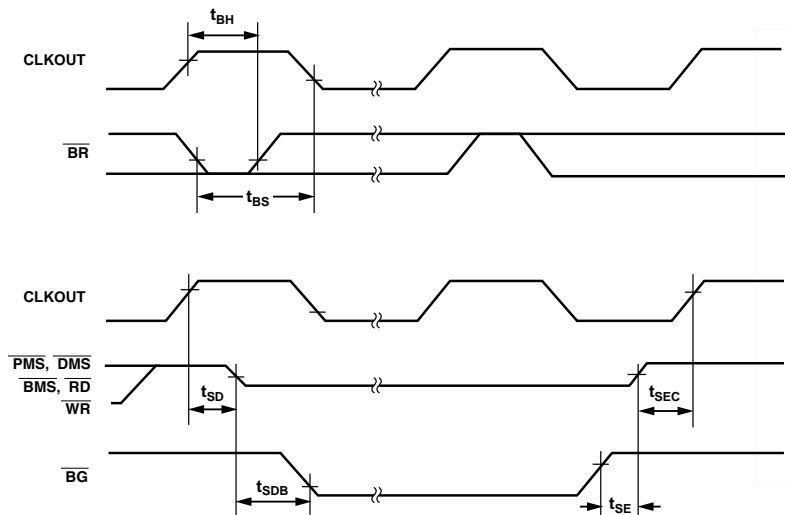 tBH
CLKOUT
BR
tBS
CLKOUT
PMS, DMS
BMS, RD
WR
tSD
tSEC
BG
tSDB
tSE